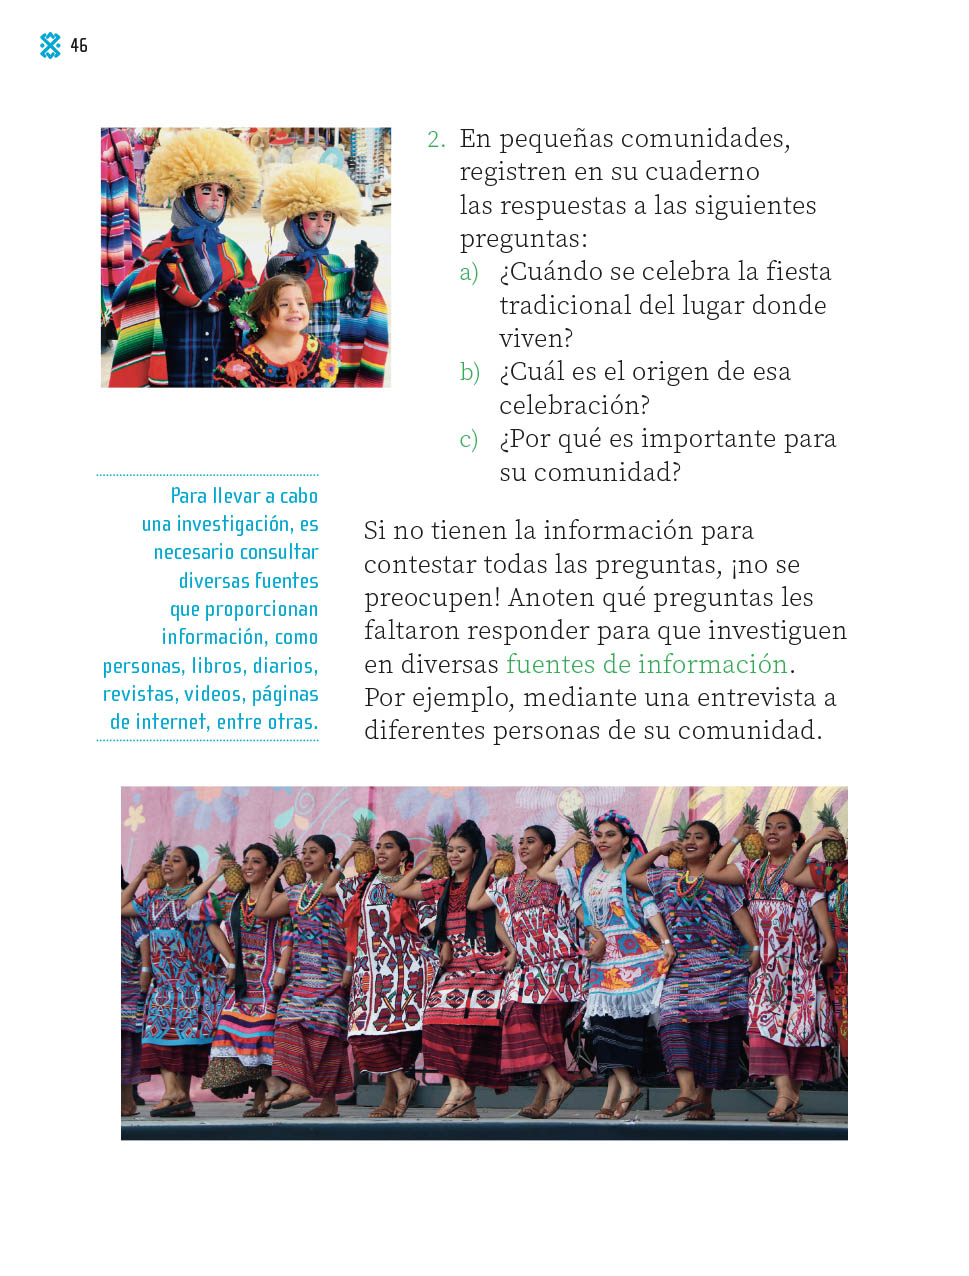 46
2. En pequeñas comunidades,
registren en su cuaderno
las respuestas a las siguientes
preguntas:
a) ¿Cuándo se celebra la fiesta
tradicional del lugar donde
viven?
b) ¿Cuál es el origen de esa
celebración?
c) ¿Por qué es importante para
su comunidad?
Para llevar a cabo
una investigación, es
necesario consultar
diversas fuentes
que proporcionan
información, como
personas, libros, diarios,
revistas, videos, páginas
de internet, entre otras.
Si no tienen la información para
contestar todas las preguntas, ¡no se
preocupen! Anoten qué preguntas les
faltaron responder para que investiguen
en diversas fuentes de información.
Por ejemplo, mediante una entrevista a
diferentes personas de su comunidad.